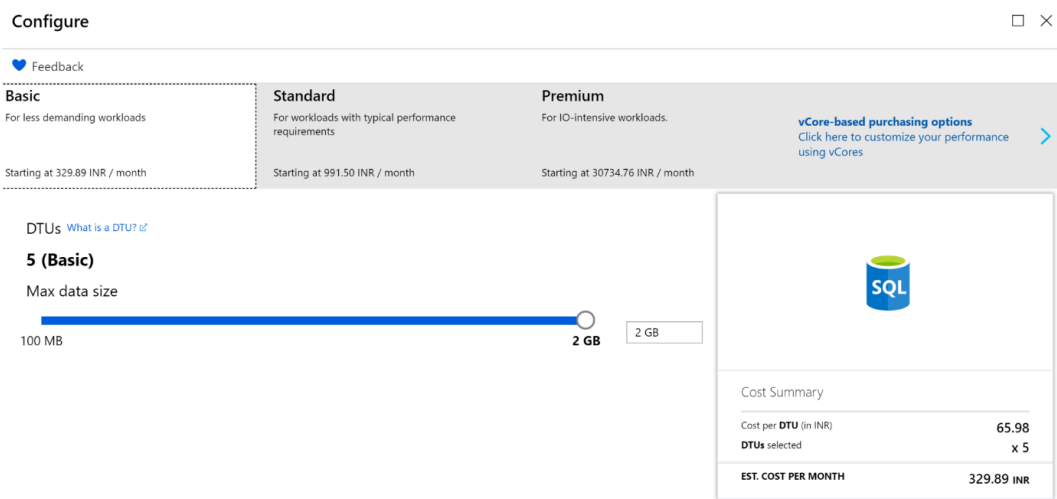 Configure
Feedback
Basic
For less demanding workloads
Starting at 329.89 INR / month
Standard
For workloads with typical performance
requirements
Starting at 991.50 INR / month
Premium
For IO-intensive workloads.
Starting at 30734.76 INR / month
vCore-based purchasing options
Click here to customize your performance
using vCores
DTUs What is a DTU?
5 (Basic)
Max data size
100 MB
2 GB
2 GB
SQL
Cost Summary
Cost per DTU (in INR) 65.98
DTUs selected x 5
EST. COST PER MONTH 329.89 INR